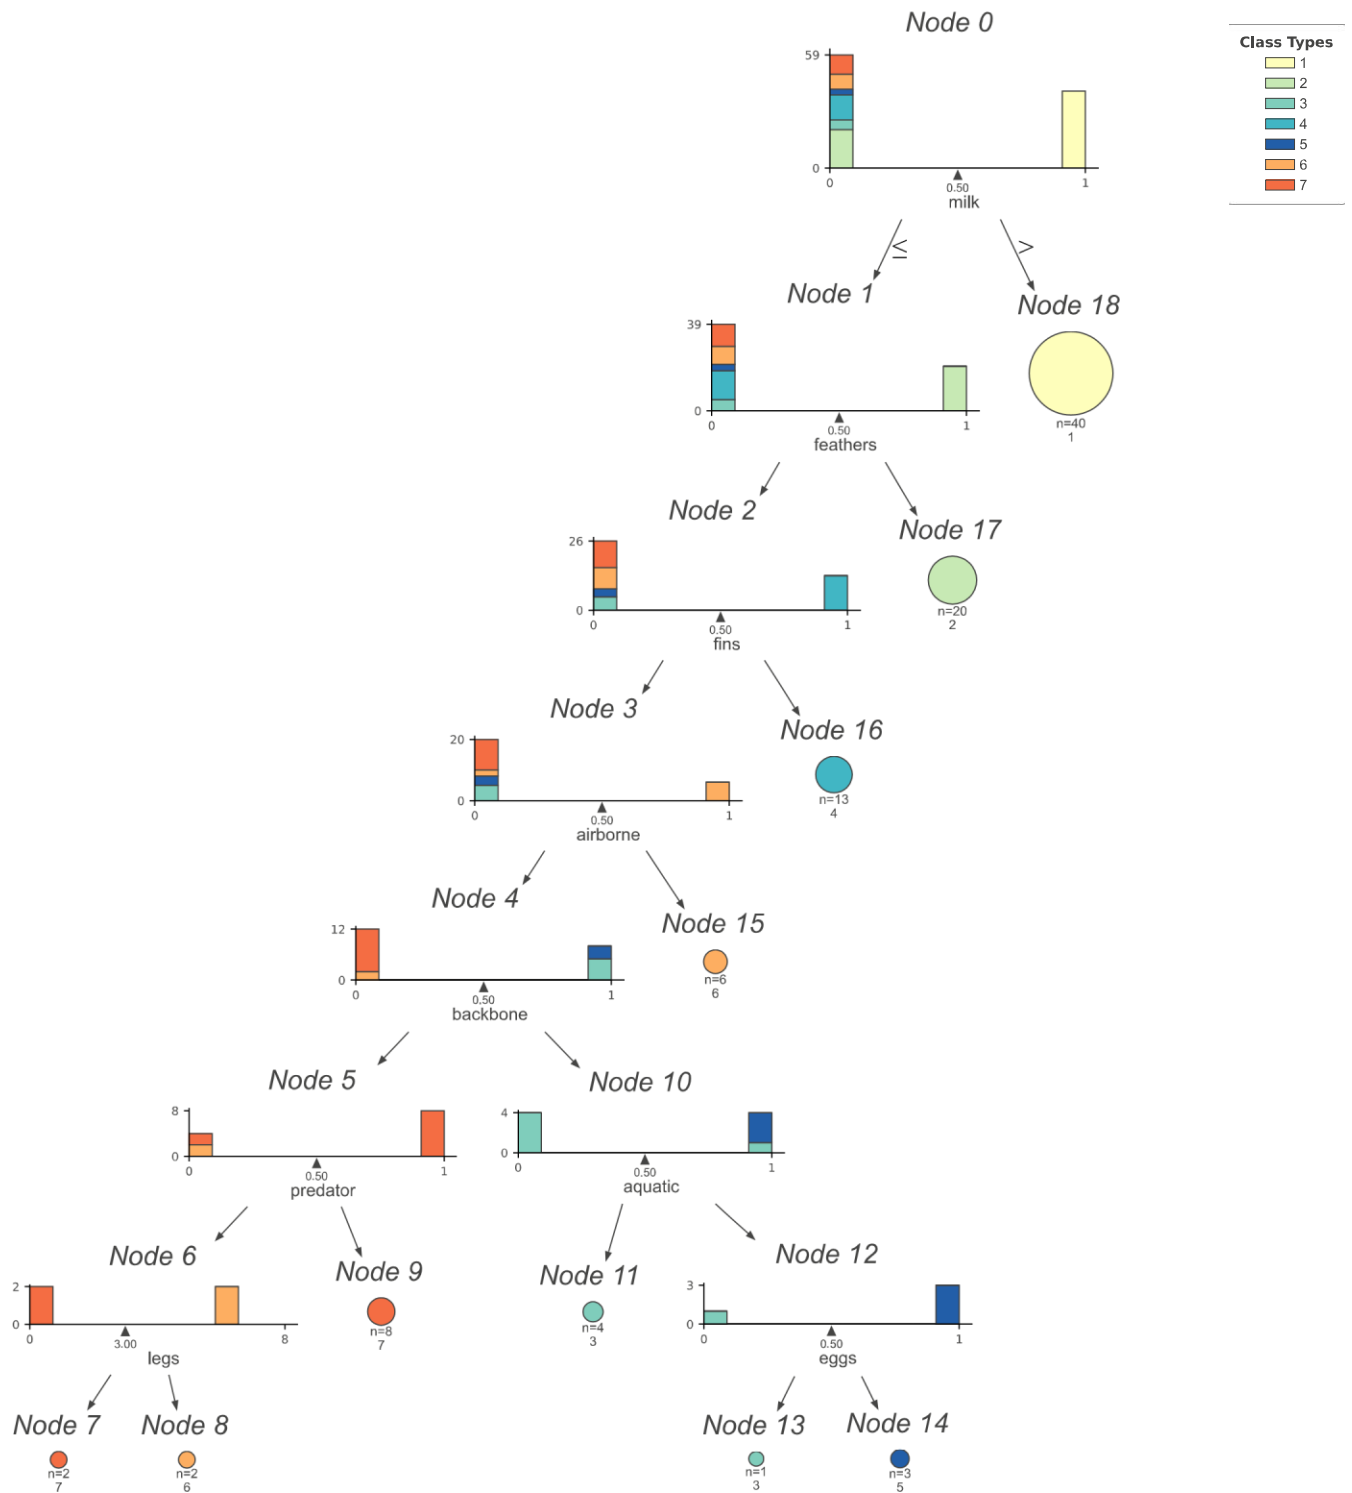 Node 0
59
0
0
0.50
1
milk
Class Types
1
2
3
4
5
6
7
≤
>
Node 1
39
0
0
0.50
1
feathers
Node 18
n=40
1
Node 2
26
0
0
0.50
1
fins
Node 17
n=20
2
Node 3
20
0
0
0.50
1
airborne
Node 16
n=13
4
Node 4
12
0
0
0.50
1
backbone
Node 15
n=6
6
Node 5
8
0
0
0.50
1
predator
Node 10
4
0
0
0.50
1
aquatic
Node 6
2
0
0
3.00
8
legs
Node 9
n=8
7
Node 11
n=4
3
Node 12
3
0
0
0.50
1
eggs
Node 7
n=2
7
Node 8
n=2
6
Node 13
n=1
3
Node 14
n=3
5